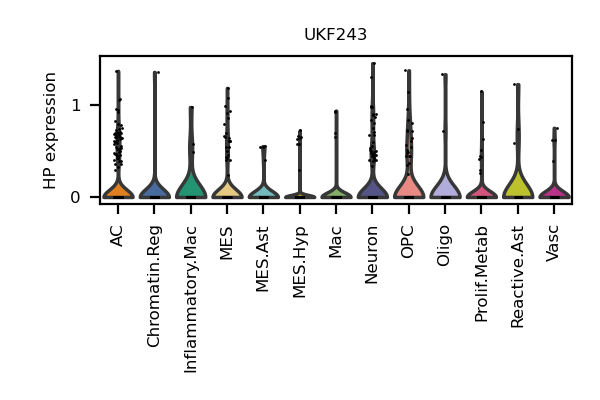 UKF243
HP expression
1
0
AC
Chromatin.Reg
Inflammatory.Mac
MES
MES.Ast
MES.Hyp
Mac
Neuron
OPC
Oligo
Prolif.Metab
Reactive.Ast
Vasc